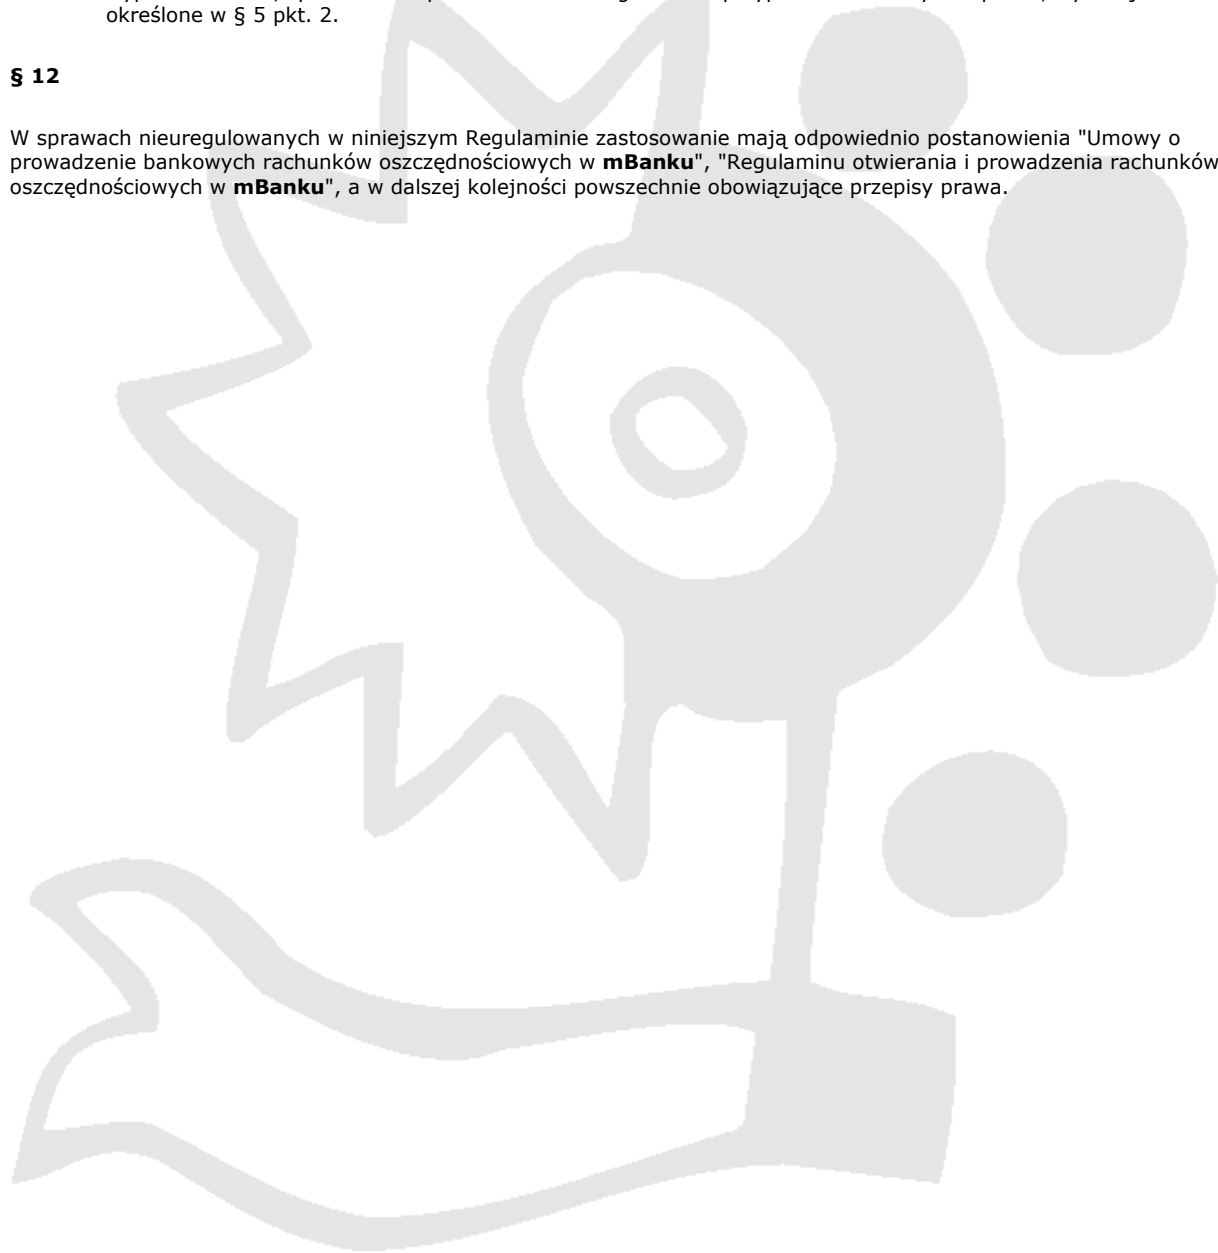 określone w § 5 pkt. 2.
§ 12
W sprawach nieuregulowanych w niniejszym Regulaminie zastosowanie mają odpowiednio postanowienia "Umowy o
prowadzenie bankowych rachunków oszczędnościowych w mBanku", "Regulaminu otwierania i prowadzenia rachunków
oszczędnościowych w mBanku", a w dalszej kolejności powszechnie obowiązujące przepisy prawa.